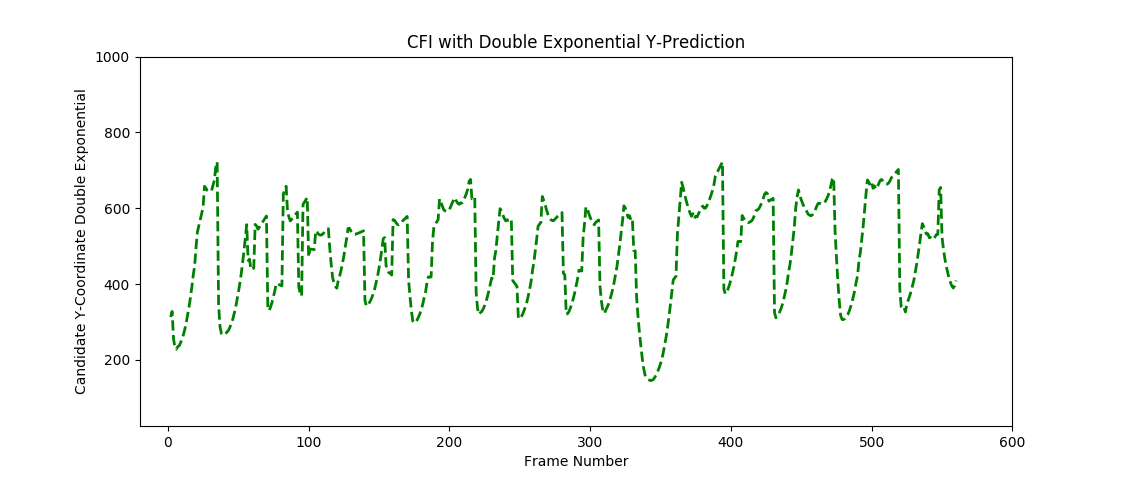 CFI with Double Exponential Y-Prediction
Candidate Y-Coordinate Double Exponential
1000
800
600
400
200
0 100 200 300 400 500 600
Frame Number